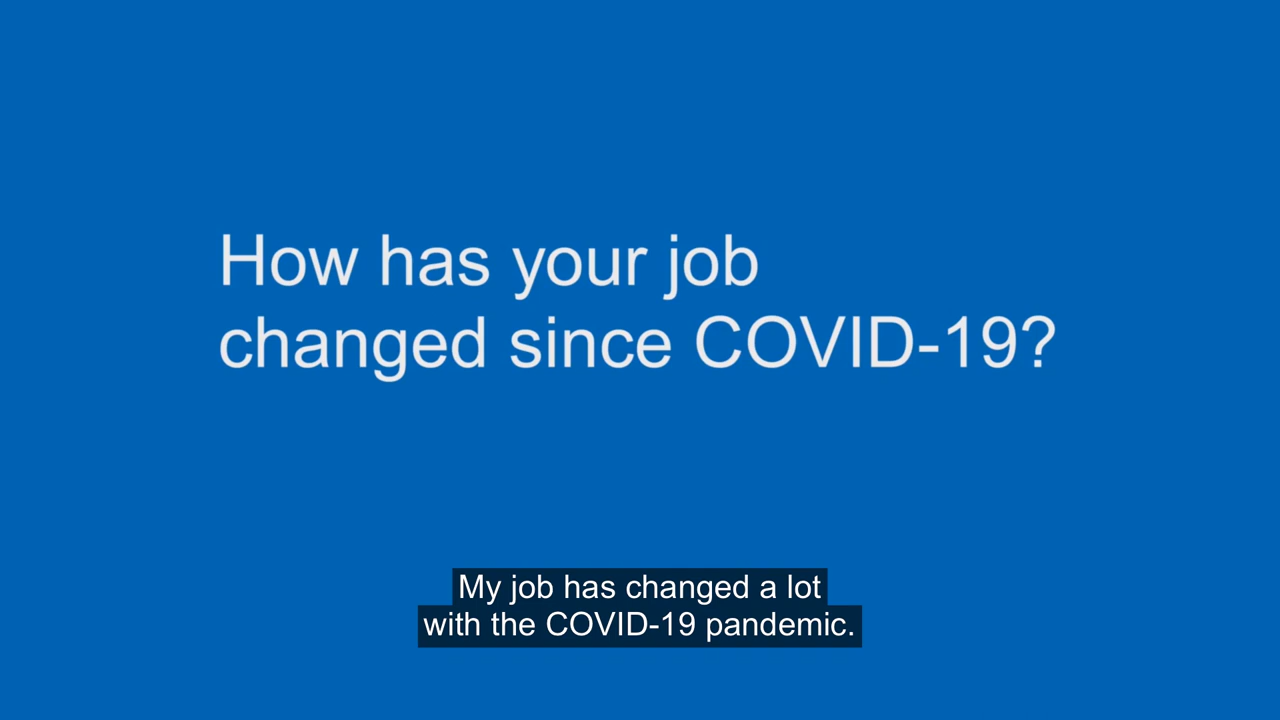 How has your job
changed since COVID-19?
My job has changed a lot
with the COVID-19 pandemic.